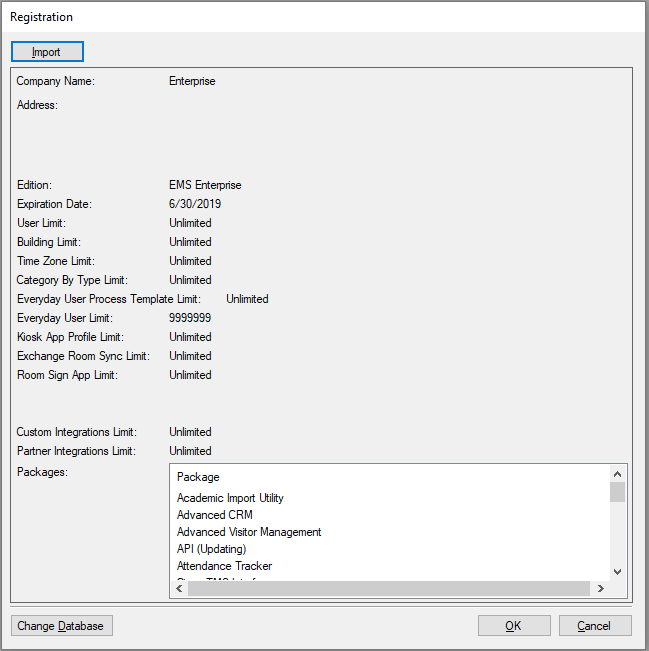 Registration
Import
Company Name: Enterprise
Address:
Edition: EMS Enterprise
Expiration Date: 6/30/2019
User Limit: Unlimited
Building Limit: Unlimited
Time Zone Limit: Unlimited
Category By Type Limit: Unlimited
Everyday User Process Template Limit: Unlimited
Everyday User Limit: 9999999
Kiosk App Profile Limit: Unlimited
Exchange Room Sync Limit: Unlimited
Room Sign App Limit: Unlimited
Custom Integrations Limit: Unlimited
Partner Integrations Limit: Unlimited
Packages:
Package
Academic Import Utility
Advanced CRM
Advanced Visitor Management
API (Updating)
Attendance Tracker
Change Database
OK
Cancel